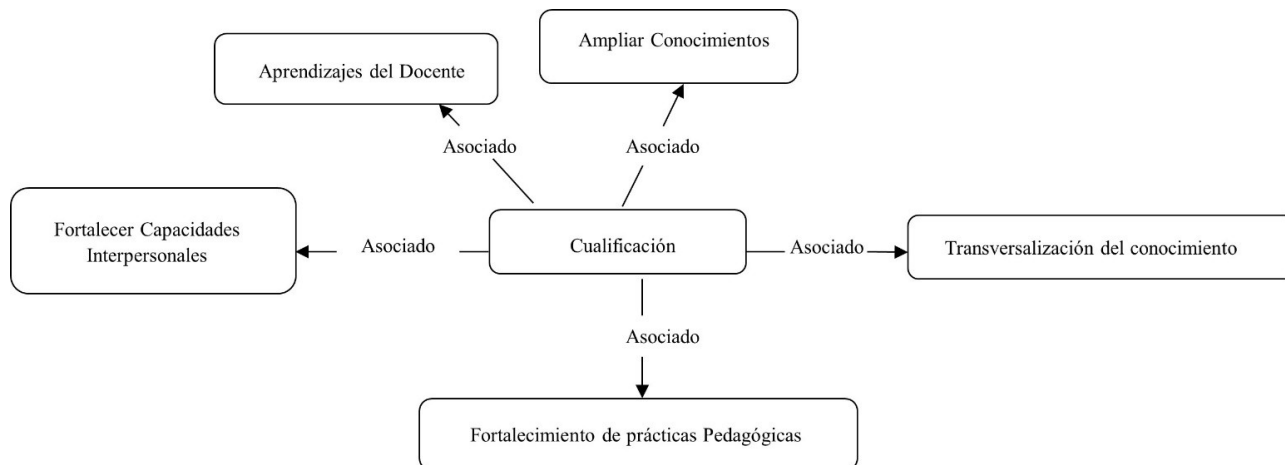 Ampliar Conocimientos
Aprendizajes del Docente
Asociado
Asociado
Fortalecer Capacidades
Interpersonales
Asociado
Cualificación
Asociado
Transversalización del conocimiento
Asociado
Fortalecimiento de prácticas Pedagógicas